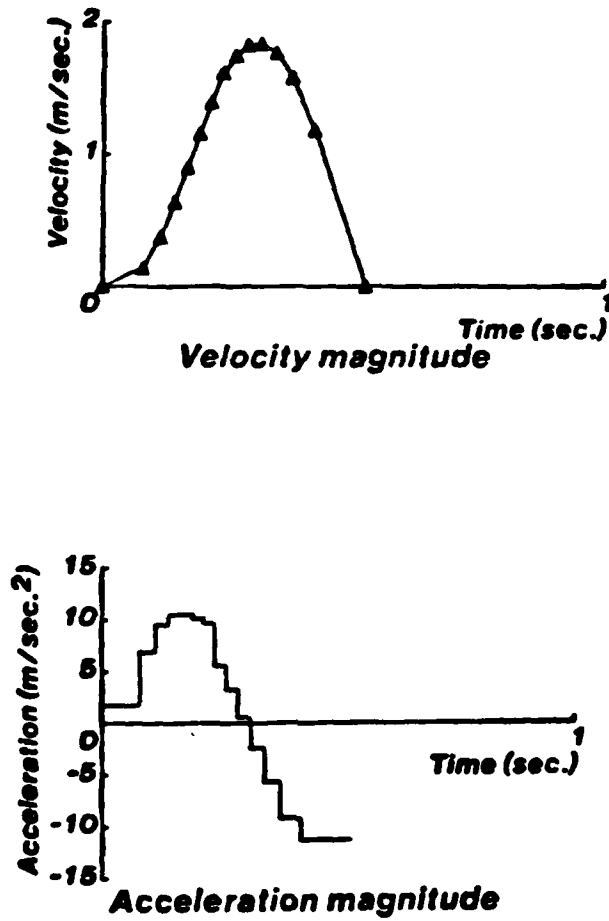 2
Velocity (m/sec.)
1
0
1
Time (sec.)
Velocity magnitude
15
Acceleration (m/sec.2)
10
5
0
1
-5
Time (sec.)
-10
-15
Acceleration magnitude